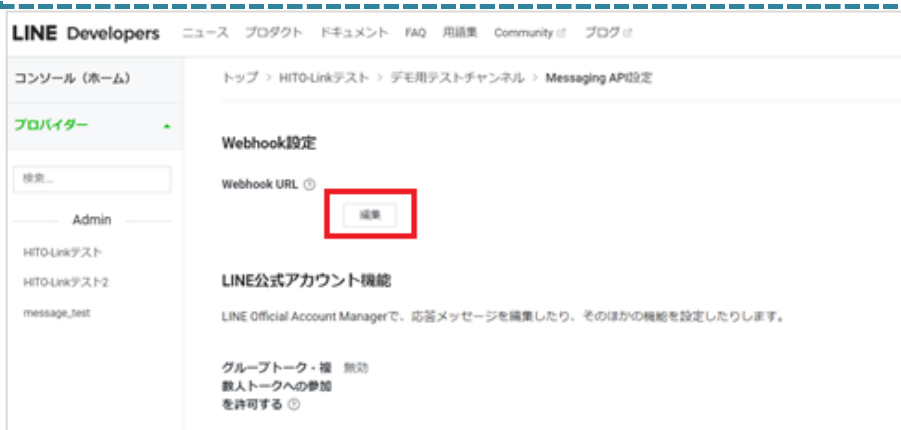 LINE Developers ニュース プロダクト ドキュメント FAQ 用語集 Community ブログ
コンソール（ホーム）
トップ > HITO-Linkテスト > デモ用テストチャンネル > Messaging API設定
プロバイダー
Webhook設定
検索...
Webhook URL
編集
Admin
HITO-Linkテスト
HITO-Linkテスト2
message_test
LINE公式アカウント機能
LINE Official Account Managerで、応答メッセージを編集したり、そのほかの機能を設定したりします。
グループトーク・複 無効
数人トークへの参加
を許可する